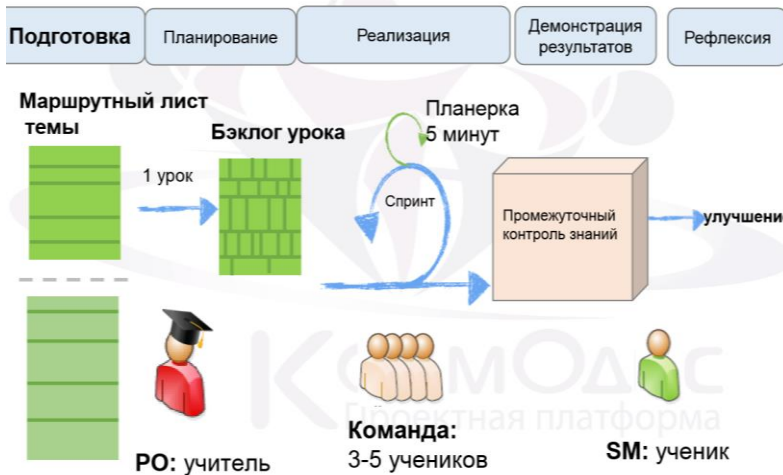 Подготовка
Планирование
Реализация
Демонстрация
результатов
Рефлексия
Маршрутный лист
темы
Бэклог урока
Планерка
5 минут
1 урок
Спринт
Промежуточный
контроль знаний
улучшени
КосмОдис
Проектная платформа
PO: учитель
Команда:
3-5 учеников
SM: ученик